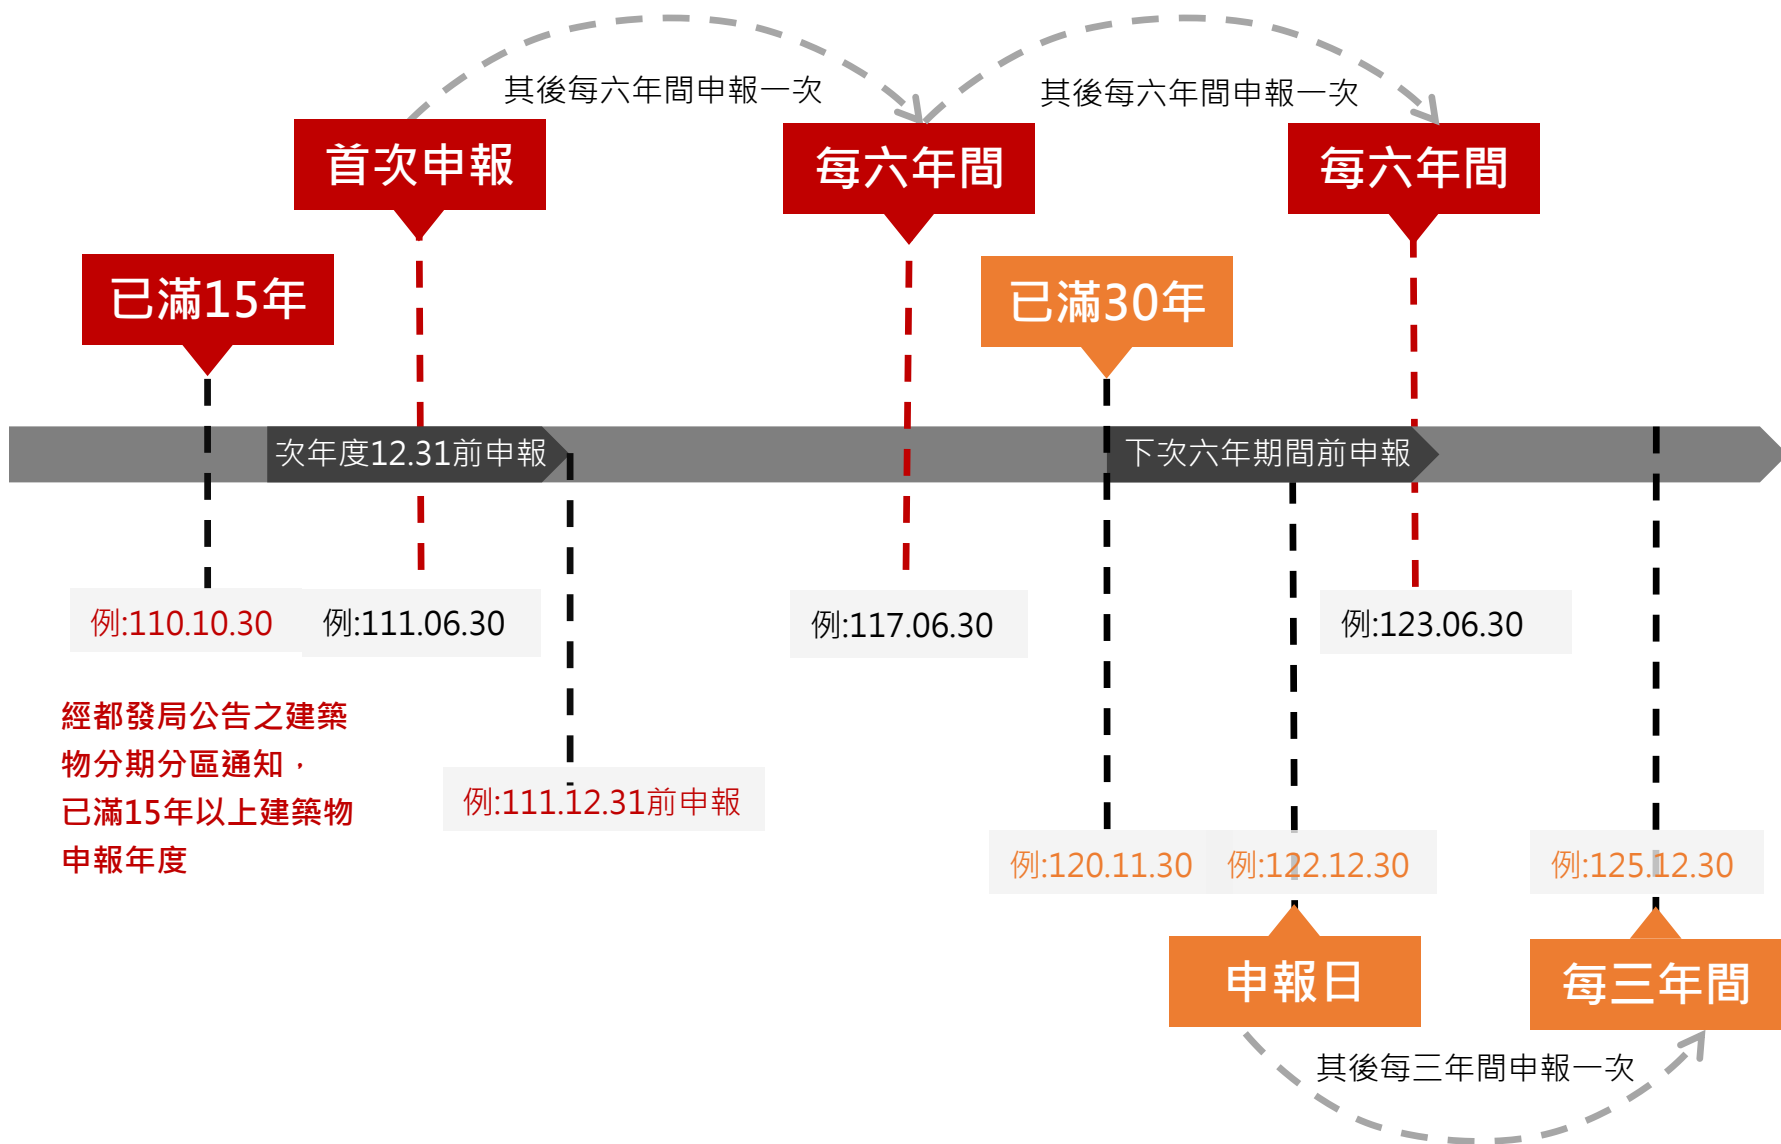 其後每六年間申報一次
其後每六年間申報一次
首次申報
每六年間
每六年間
已滿15年
已滿30年
次年度12.31前申報
下次六年期間前申報
例:110.10.30
例:111.06.30
例:117.06.30
例:123.06.30
經都發局公告之建築
物分期分區通知，
已滿15年以上建築物
申報年度
例:111.12.31前申報
例:120.11.30
例:122.12.30
例:125.12.30
申報日
每三年間
其後每三年間申報一次